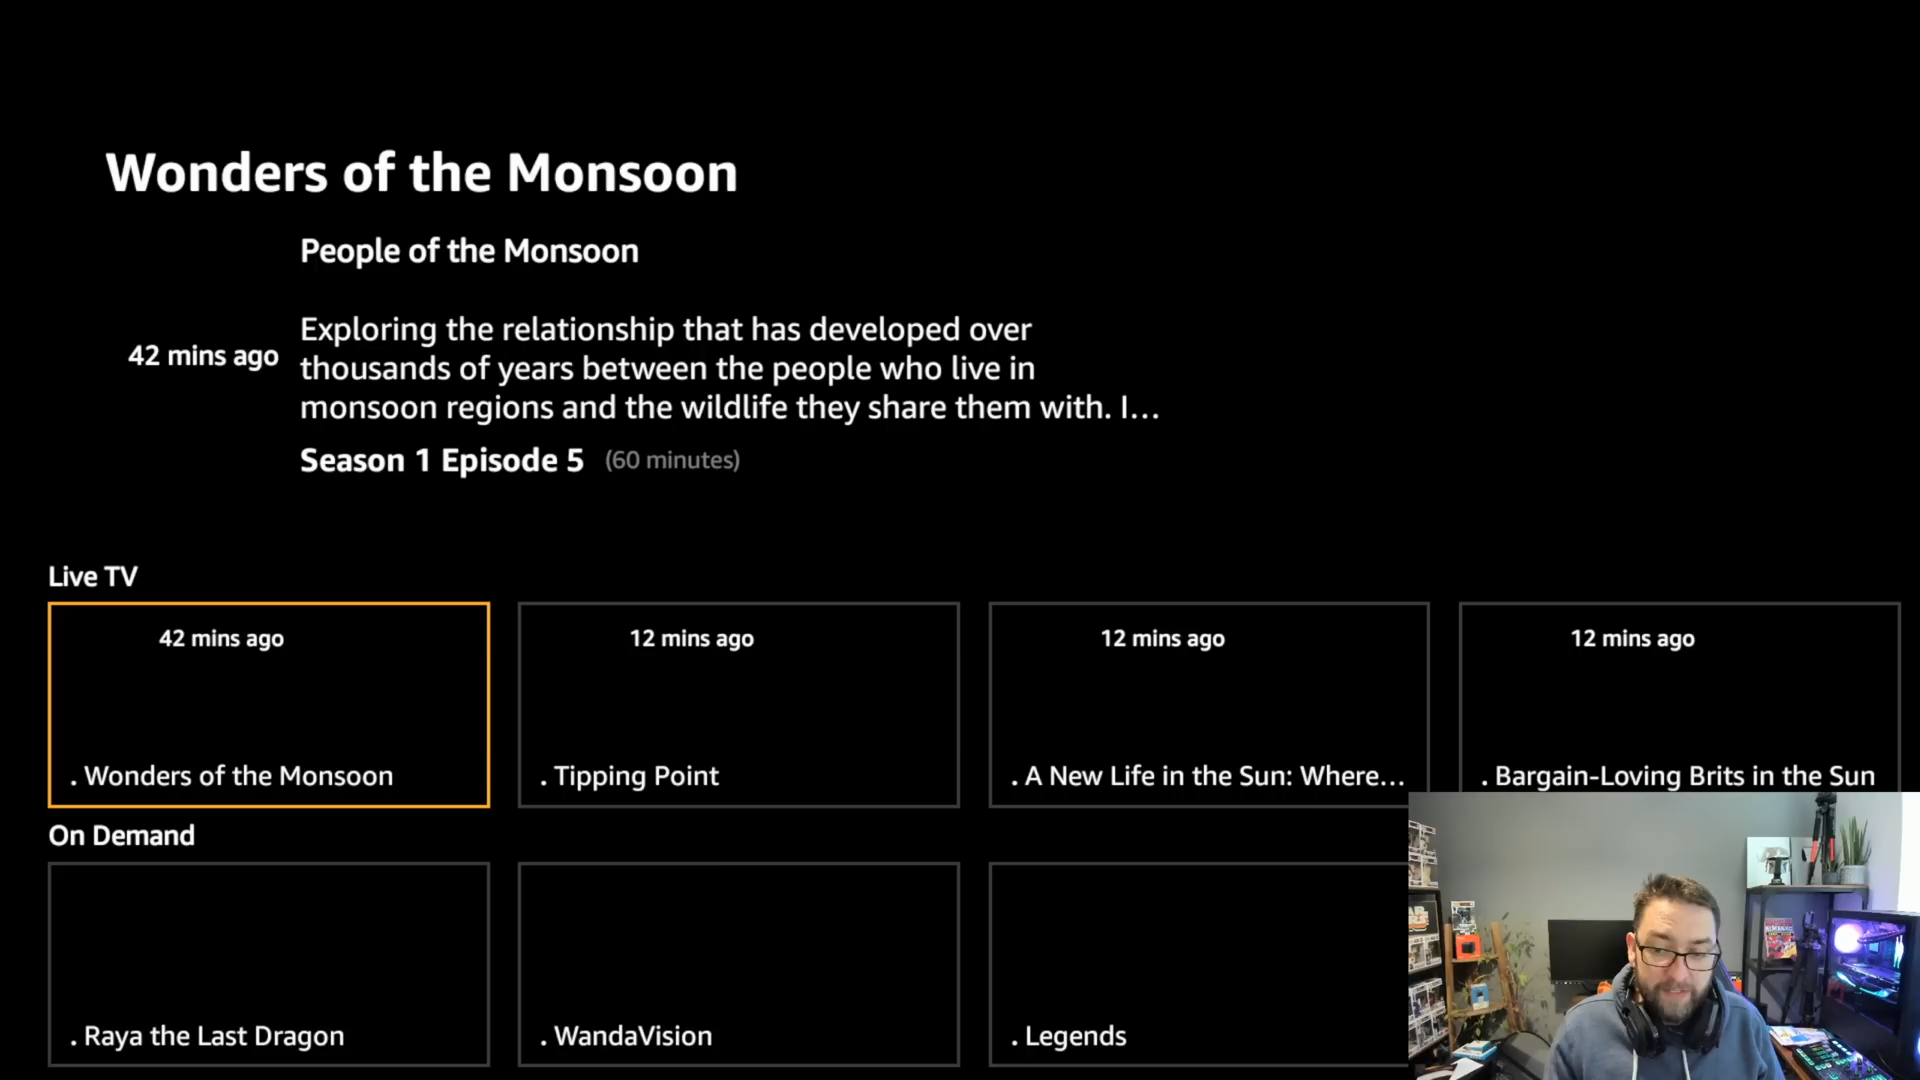 Wonders of the Monsoon
People of the Monsoon
42 mins ago
Exploring the relationship that has developed over
thousands of years between the people who live in
monsoon regions and the wildlife they share them with. I...
Season 1 Episode 5 (60 minutes)
Live TV
42 mins ago
. Wonders of the Monsoon
12 mins ago
. Tipping Point
12 mins ago
. A New Life in the Sun: Where...
12 mins ago
. Bargain-Loving Brits in the Sun
On Demand
. Raya the Last Dragon
. WandaVision
. Legends